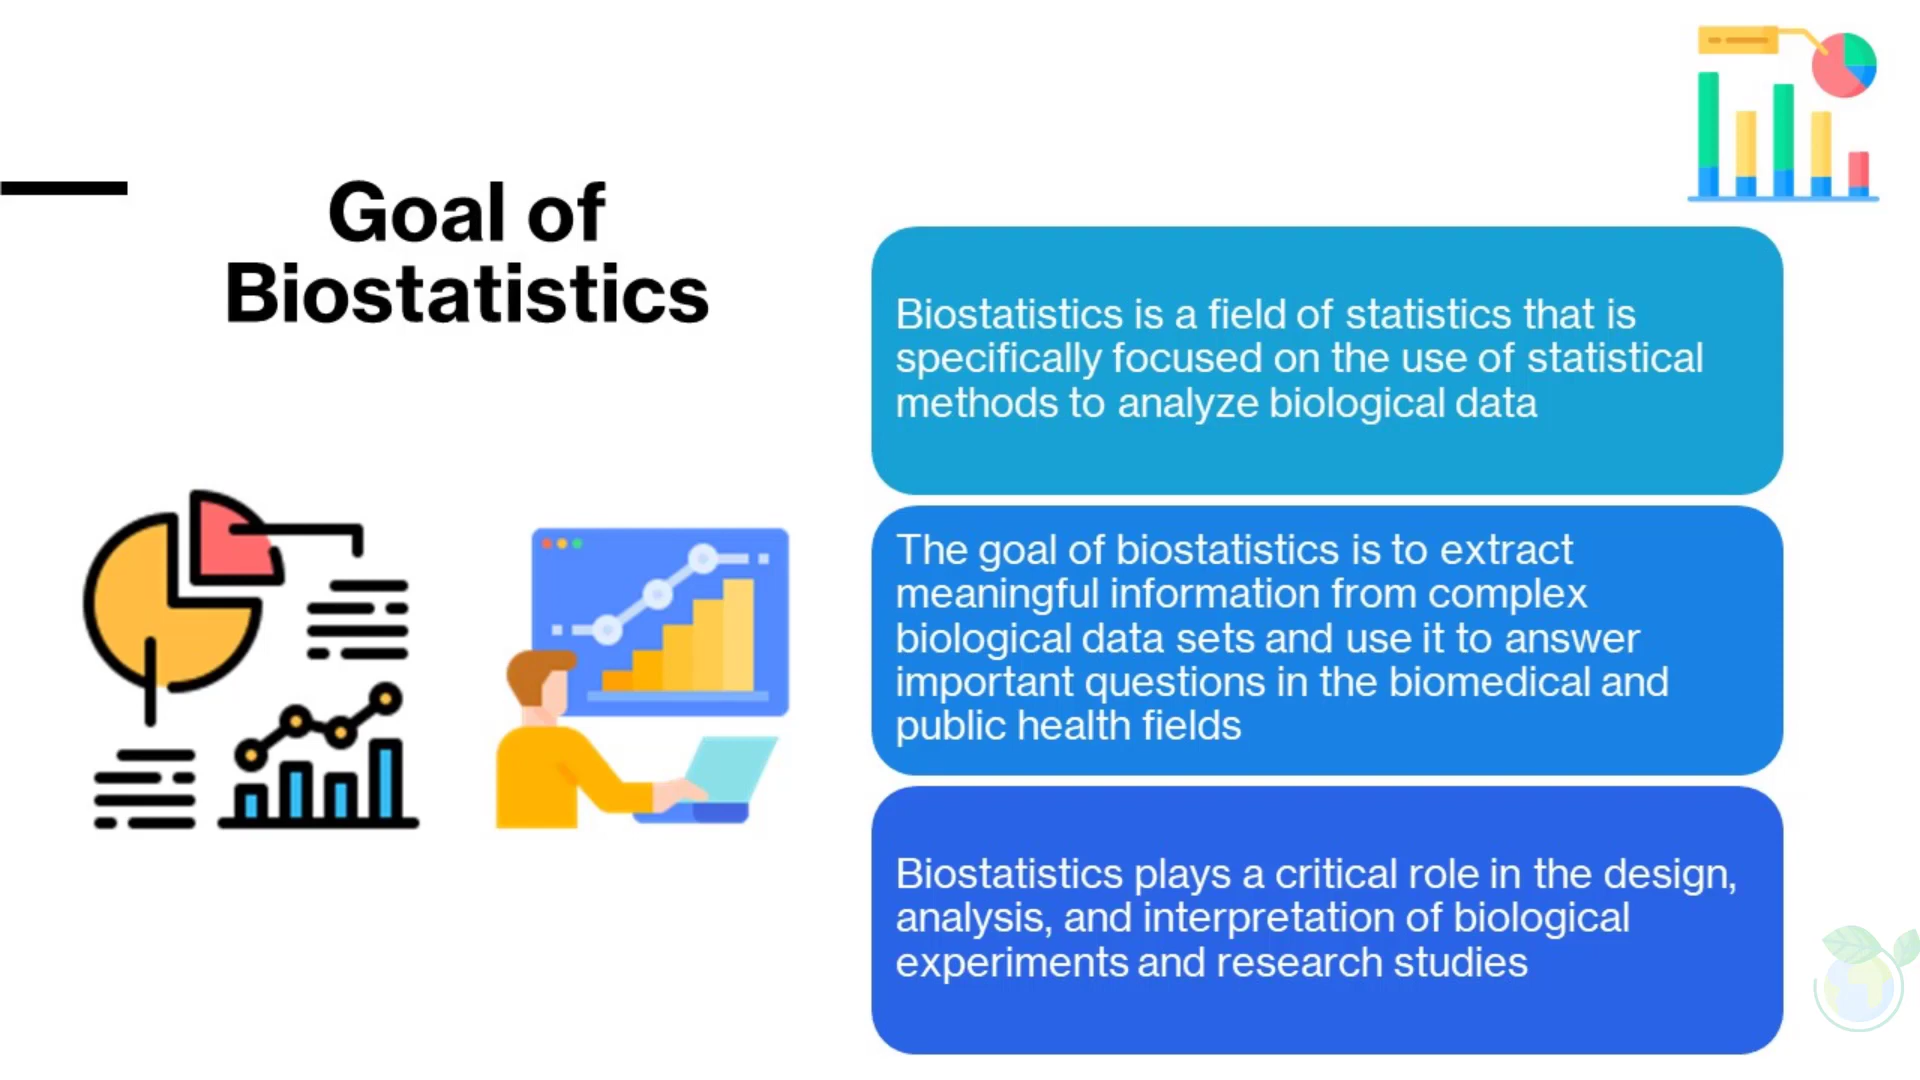 Goal of
Biostatistics
Biostatistics is a field of statistics that is
specifically focused on the use of statistical
methods to analyze biological data
The goal of biostatistics is to extract
meaningful information from complex
biological data sets and use it to answer
important questions in the biomedical and
public health fields
Biostatistics plays a critical role in the design,
analysis, and interpretation of biological
experiments and research studies